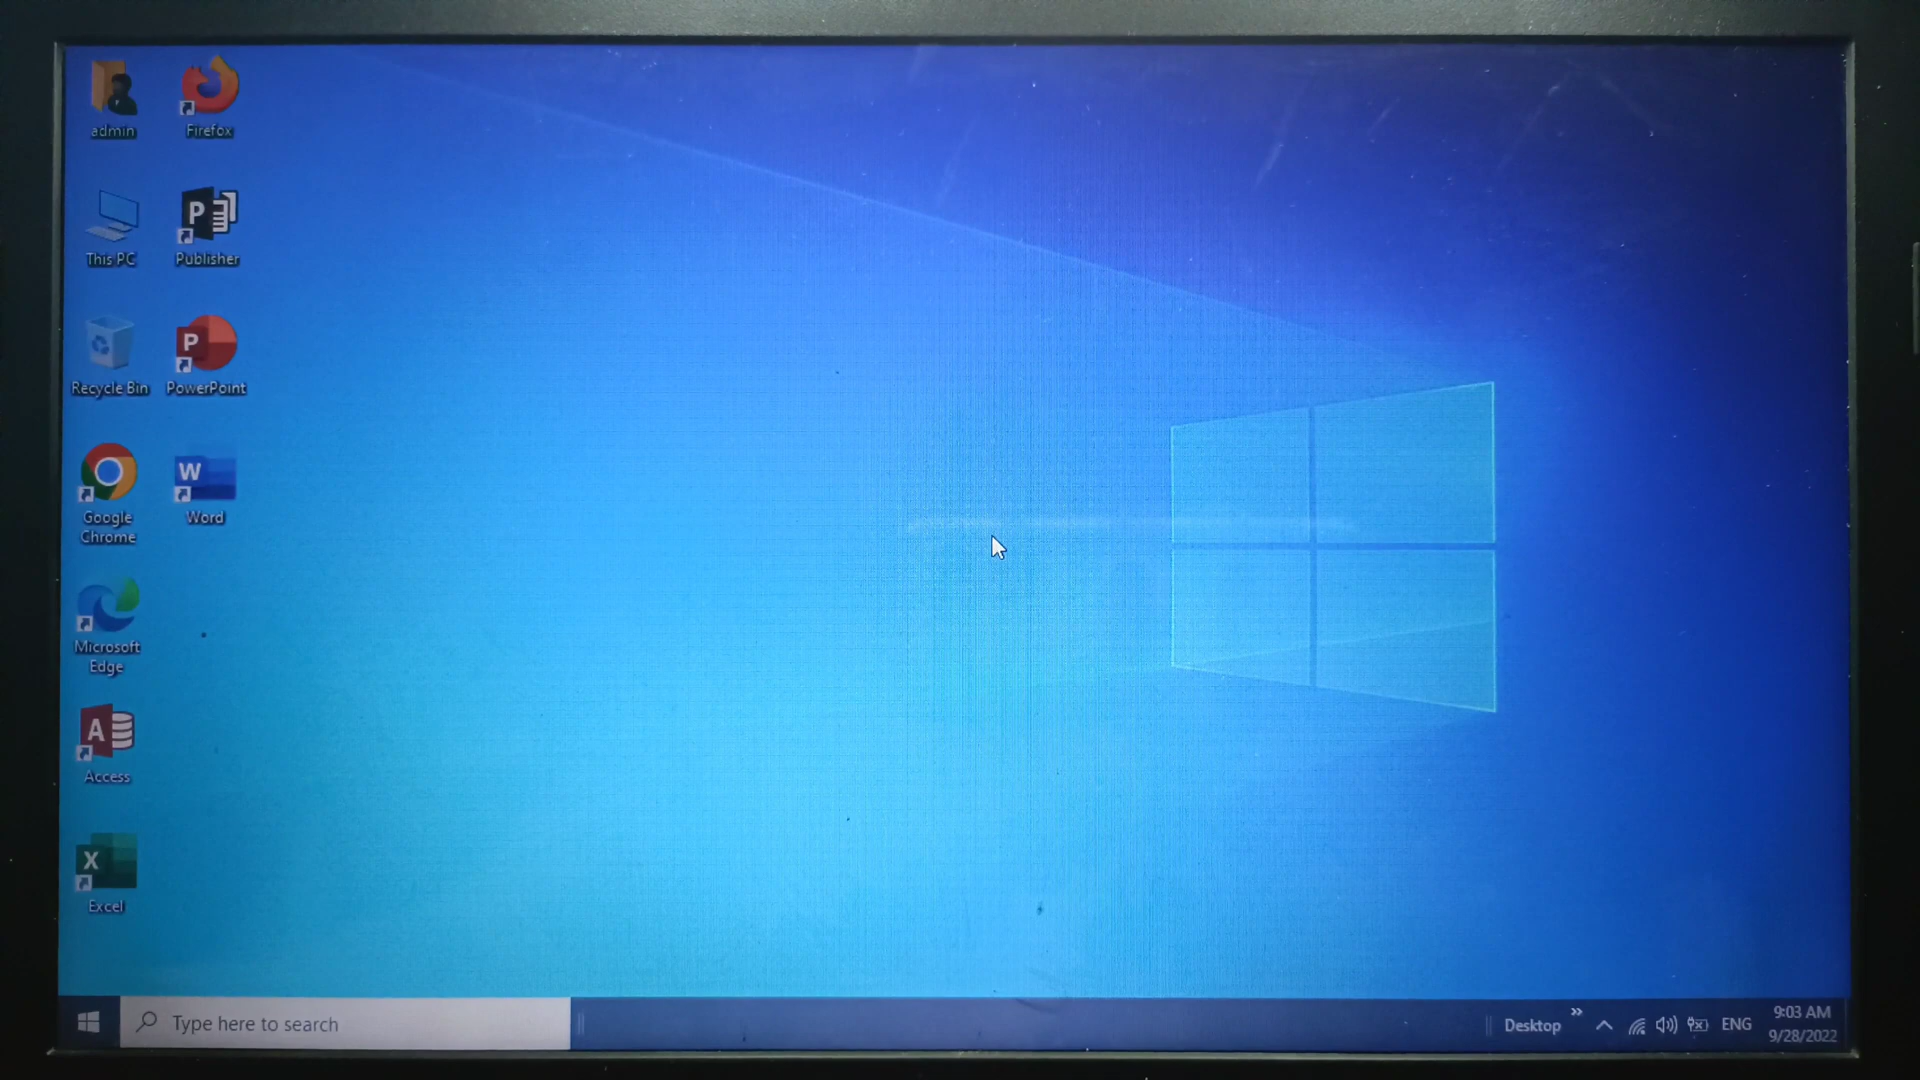 admin
Firefox
This PC
Publisher
Recycle Bin
PowerPoint
Google
Chrome
Word
Microsoft
Edge
Access
Excel
Type here to search
Desktop
ENG
9:03 AM
9/28/2022